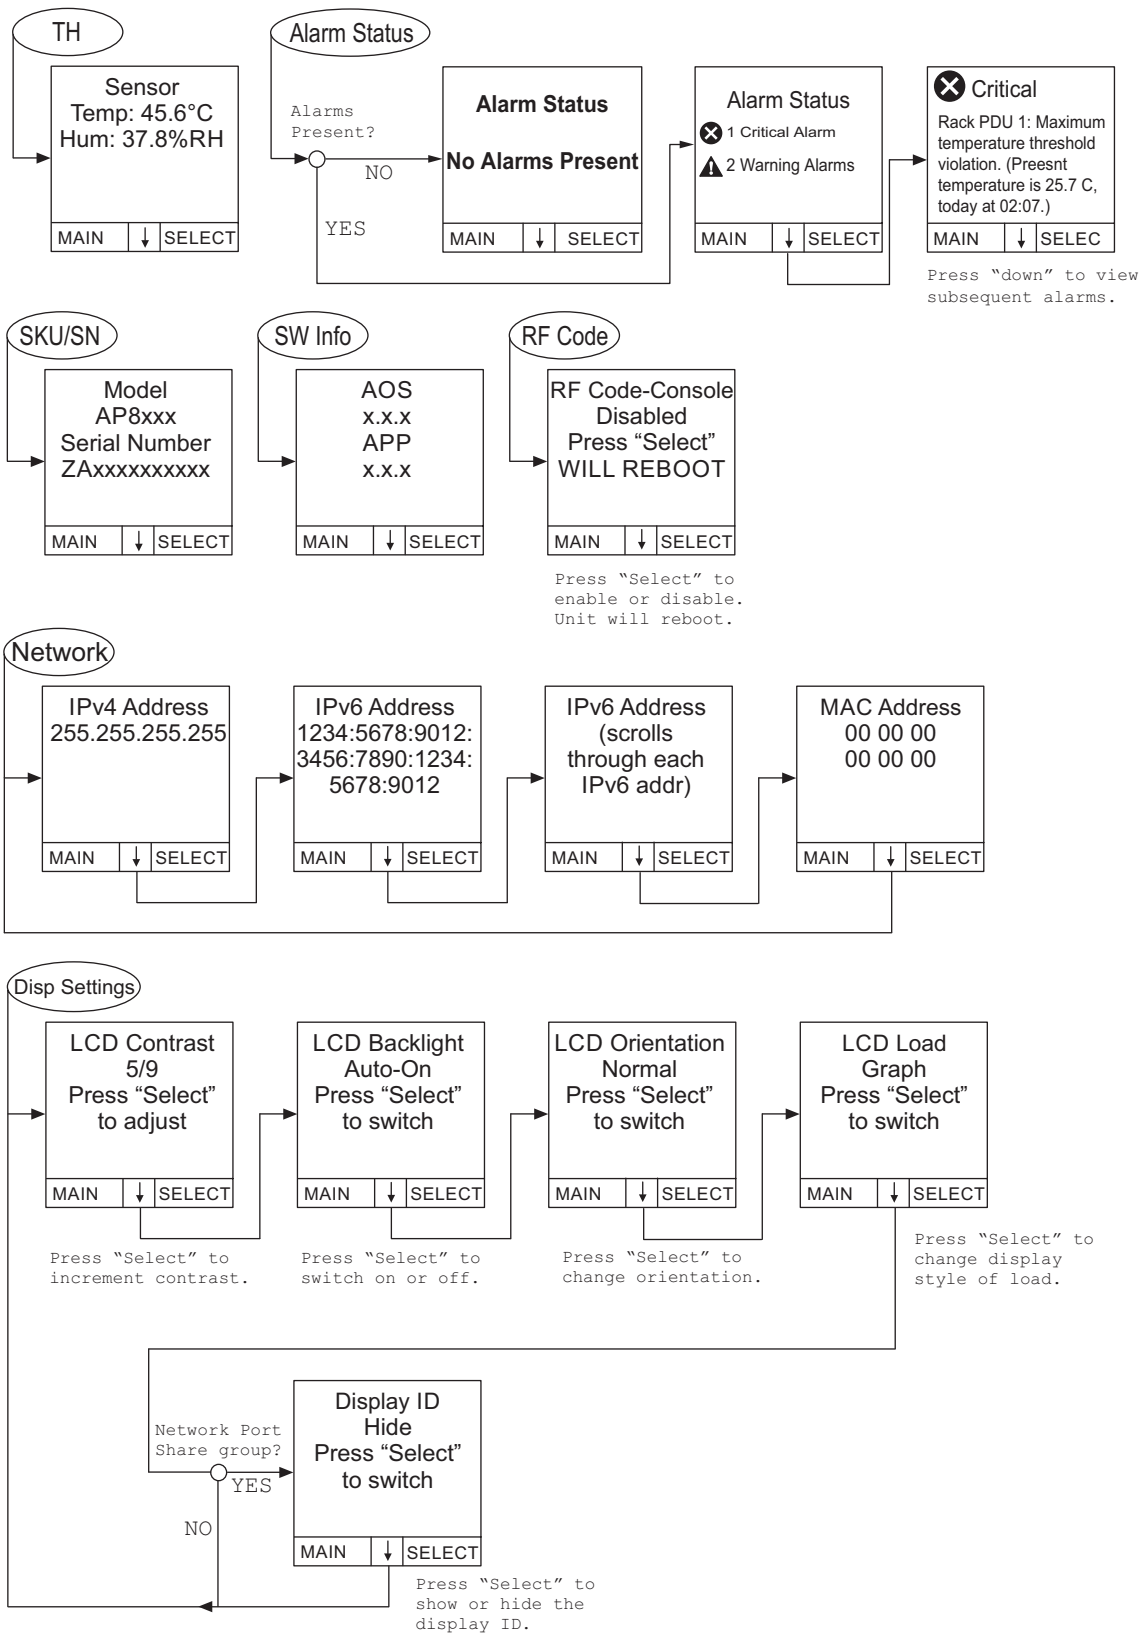 TH
Sensor
Temp: 45.6°C
Hum: 37.8%RH
MAIN ↓ SELECT
Alarm Status
Alarms
Present?
NO
YES
Alarm Status
No Alarms Present
MAIN ↓ SELECT
Alarm Status
1 Critical Alarm
2 Warning Alarms
MAIN ↓ SELECT
Critical
Rack PDU 1: Maximum
temperature threshold
violation. (Preesnt
temperature is 25.7 C,
today at 02:07.)
MAIN ↓ SELEC
Press “down” to view
subsequent alarms.
SKU/SN
Model
AP8xxx
Serial Number
ZAxxxxxxxxxx
MAIN ↓ SELECT
SW Info
AOS
x.x.x
APP
x.x.x
MAIN ↓ SELECT
RF Code
RF Code-Console
Disabled
Press “Select”
WILL REBOOT
MAIN ↓ SELECT
Press “Select” to
enable or disable.
Unit will reboot.
Network
IPv4 Address
255.255.255.255
MAIN ↓ SELECT
IPv6 Address
1234:5678:9012:
3456:7890:1234:
5678:9012
MAIN ↓ SELECT
IPv6 Address
(scrolls
through each
IPv6 addr)
MAIN ↓ SELECT
MAC Address
00 00 00
00 00 00
MAIN ↓ SELECT
Disp Settings
LCD Contrast
5/9
Press “Select”
to adjust
MAIN ↓ SELECT
Press “Select” to
increment contrast.
LCD Backlight
Auto-On
Press “Select”
to switch
MAIN ↓ SELECT
Press “Select” to
switch on or off.
LCD Orientation
Normal
Press “Select”
to switch
MAIN ↓ SELECT
Press “Select” to
change orientation.
LCD Load
Graph
Press “Select”
to switch
MAIN ↓ SELECT
Press “Select” to
change display
style of load.
Network Port
Share group?
YES
NO
Display ID
Hide
Press “Select”
to switch
MAIN ↓ SELECT
Press “Select” to
show or hide the
display ID.